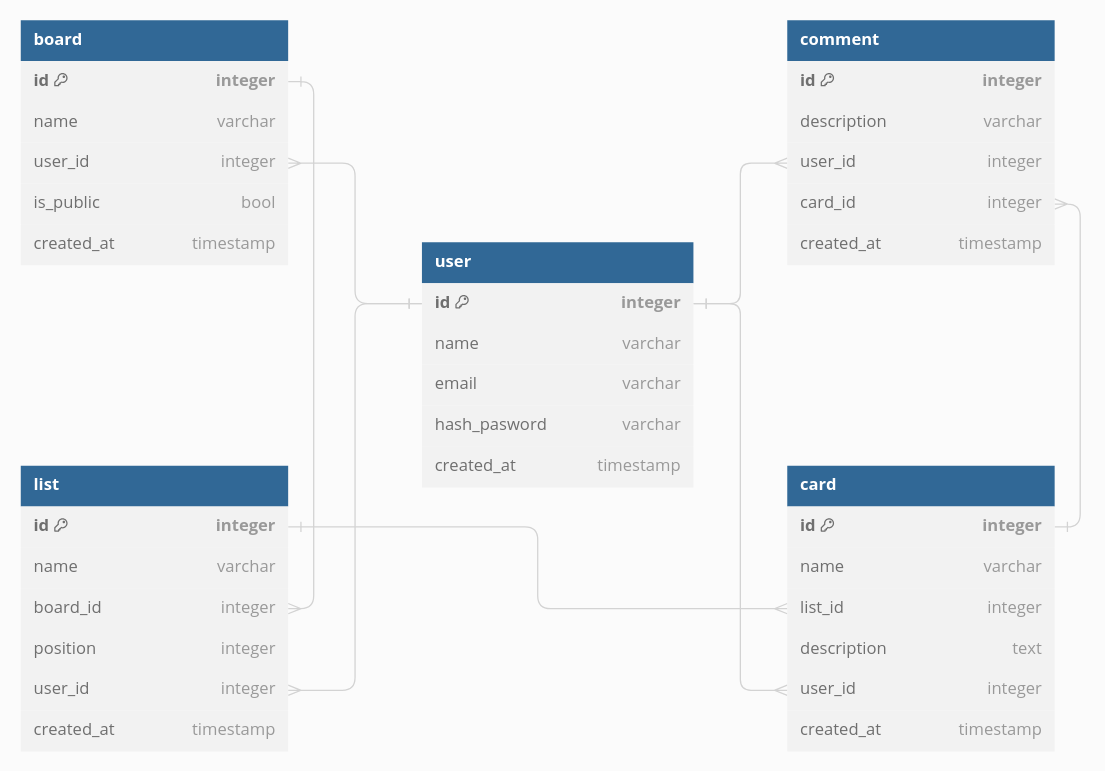 board
id integer
name varchar
user_id integer
is_public bool
created_at timestamp
comment
id integer
description varchar
user_id integer
card_id integer
created_at timestamp
user
id integer
name varchar
email varchar
hash_pasword varchar
created_at timestamp
list
id integer
name varchar
board_id integer
position integer
user_id integer
created_at timestamp
card
id integer
name varchar
list_id integer
description text
user_id integer
created_at timestamp